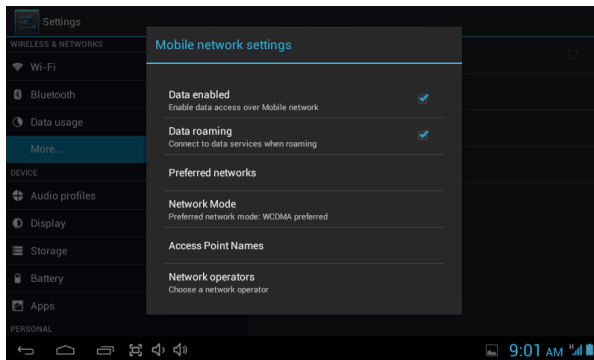 Settings
WIRELESS & NETWORKS
Wi-Fi
Bluetooth
Data usage
More...
DEVICE
Audio profiles
Display
Storage
Battery
Apps
PERSONAL
Mobile network settings
Data enabled
Enable data access over Mobile network
Data roaming
Connect to data services when roaming
Preferred networks
Network Mode
Preferred network mode: WCDMA preferred
Access Point Names
Network operators
Choose a network operator
9:01 AM
H